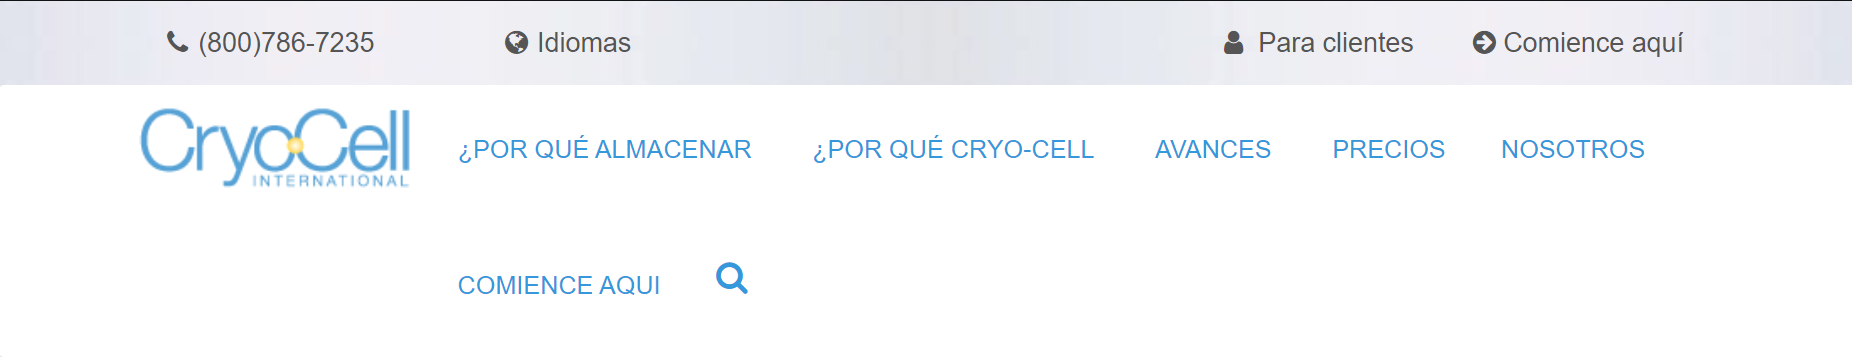 (800)786-7235 Idiomas Para clientes Comience aquí
CryoCell
INTERNATIONAL
¿POR QUÉ ALMACENAR ¿POR QUÉ CRYO-CELL AVANCES PRECIOS NOSOTROS
COMIENCE AQUI